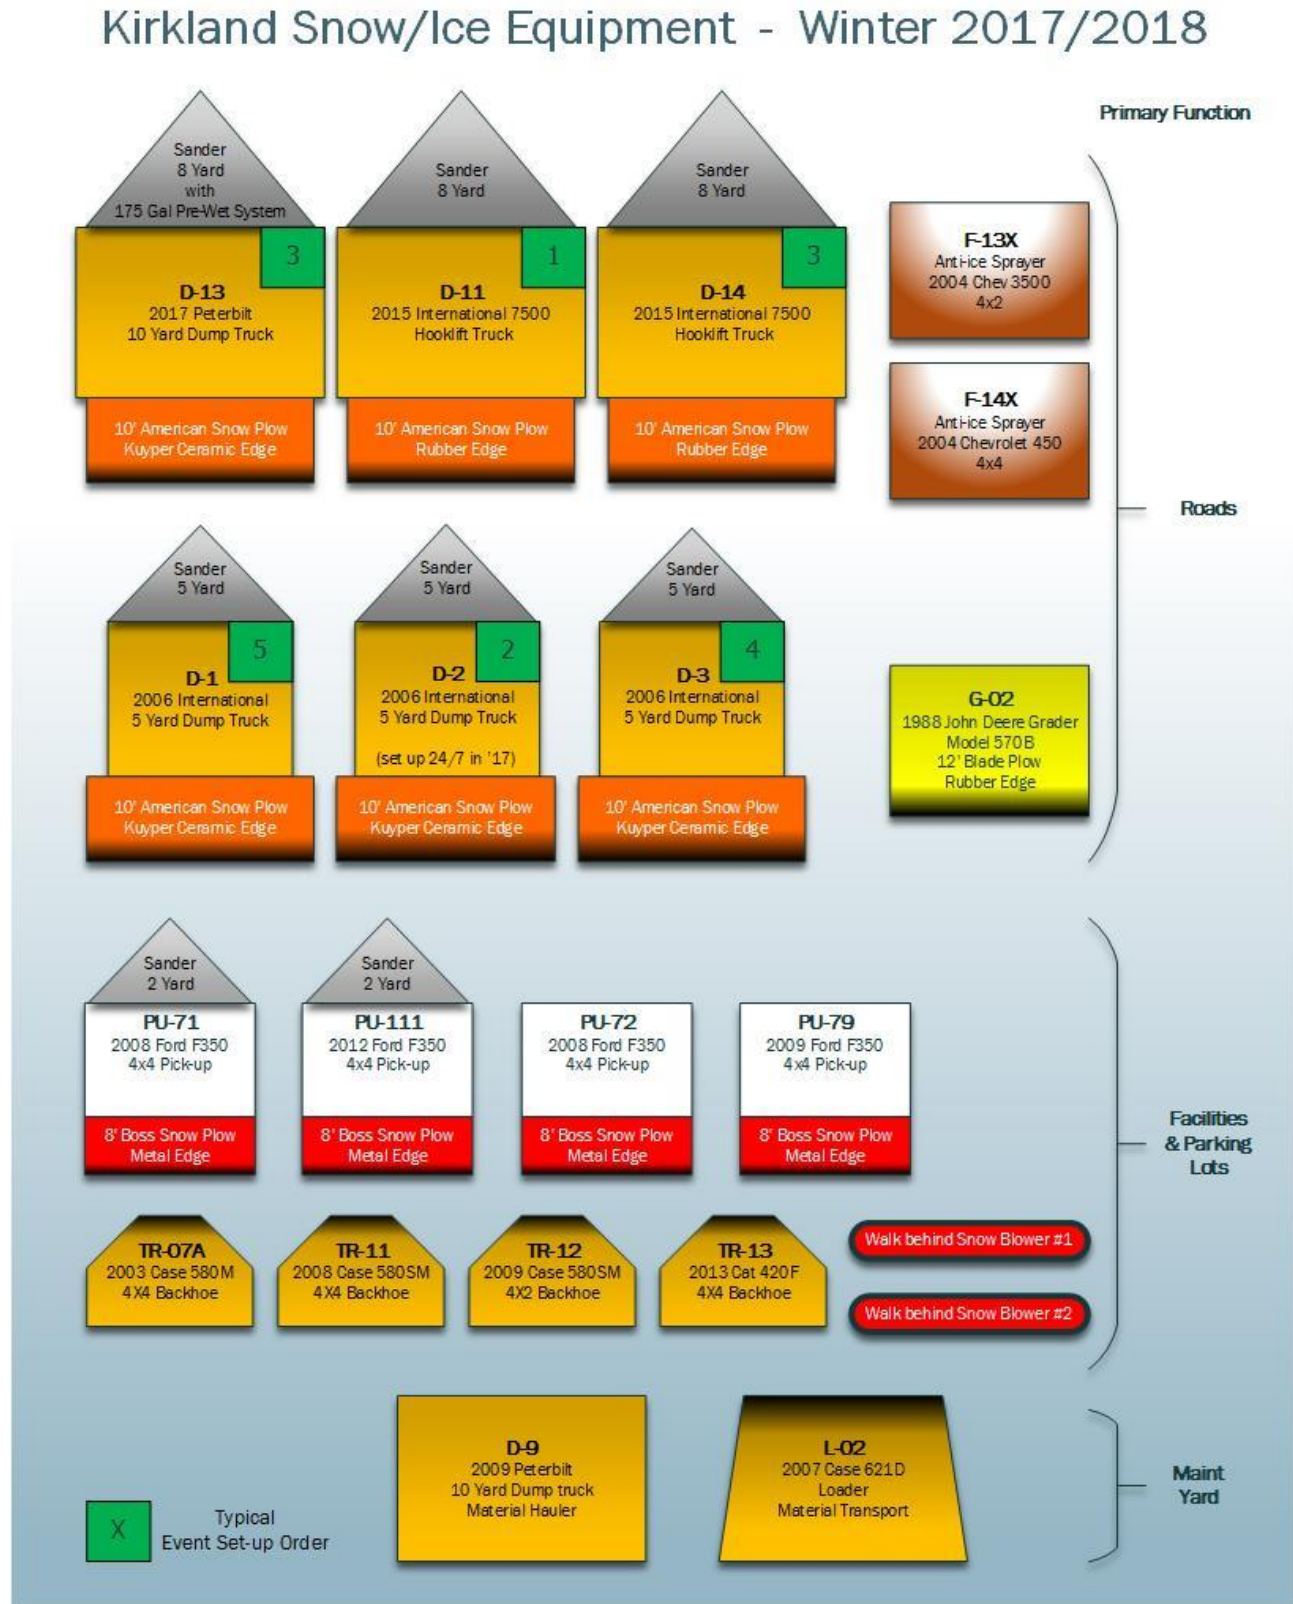 Kirkland Snow/Ice Equipment - Winter 2017/2018
Primary Function
Sander
8 Yard
with
175 Gal Pre-Wet System
3
D-13
2017 Peterbilt
10 Yard Dump Truck
10' American Snow Plow
Kuyper Ceramic Edge
Sander
8 Yard
1
D-11
2015 International 7500
Hooklift Truck
10' American Snow Plow
Rubber Edge
Sander
8 Yard
3
D-14
2015 International 7500
Hooklift Truck
10' American Snow Plow
Rubber Edge
F-13X
Anti-ice Sprayer
2004 Chev 3500
4x2
F-14X
Anti-ice Sprayer
2004 Chevrolet 450
4x4
Roads
Sander
5 Yard
5
D-1
2006 International
5 Yard Dump Truck
10' American Snow Plow
Kuyper Ceramic Edge
Sander
5 Yard
2
D-2
2006 International
5 Yard Dump Truck
(set up 24/7 in '17)
10' American Snow Plow
Kuyper Ceramic Edge
Sander
5 Yard
4
D-3
2006 International
5 Yard Dump Truck
10' American Snow Plow
Kuyper Ceramic Edge
G-02
1988 John Deere Grader
Model 570B
12' Blade Plow
Rubber Edge
Sander
2 Yard
PU-71
2008 Ford F350
4x4 Pick-up
8' Boss Snow Plow
Metal Edge
Sander
2 Yard
PU-111
2012 Ford F350
4x4 Pick-up
8' Boss Snow Plow
Metal Edge
PU-72
2008 Ford F350
4x4 Pick-up
8' Boss Snow Plow
Metal Edge
PU-79
2009 Ford F350
4x4 Pick-up
8' Boss Snow Plow
Metal Edge
Facilities
& Parking
Lots
TR-07A
2003 Case 580M
4X4 Backhoe
TR-11
2008 Case 580SM
4X4 Backhoe
TR-12
2009 Case 580SM
4X2 Backhoe
TR-13
2013 Cat 420F
4X4 Backhoe
Walk behind Snow Blower #1
Walk behind Snow Blower #2
D-9
2009 Peterbilt
10 Yard Dump truck
Material Hauler
L-02
2007 Case 621D
Loader
Material Transport
Maint
Yard
X
Typical
Event Set-up Order